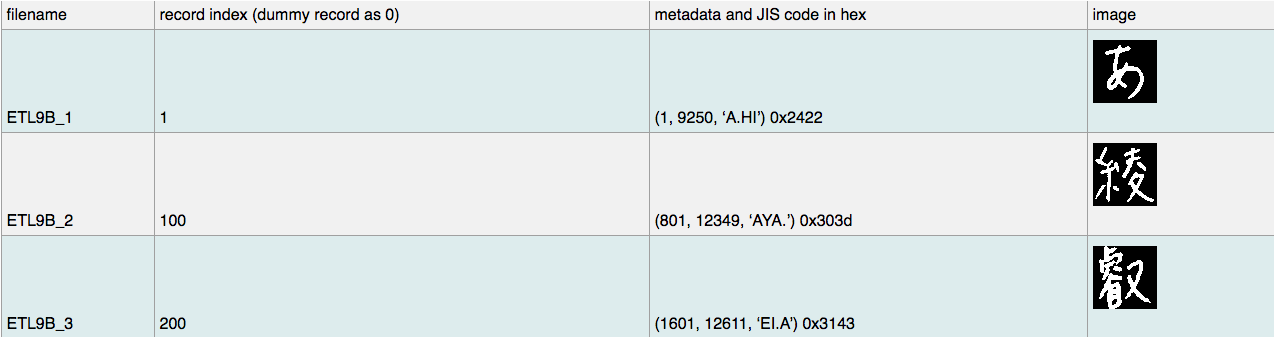 filename record index (dummy record as 0) metadata and JIS code in hex image
ETL9B_1 1 (1, 9250, ‘A.HI’) 0x2422 あ
ETL9B_2 100 (801, 12349, ‘AYA.’) 0x303d 綾
ETL9B_3 200 (1601, 12611, ‘EI.A’) 0x3143 叡